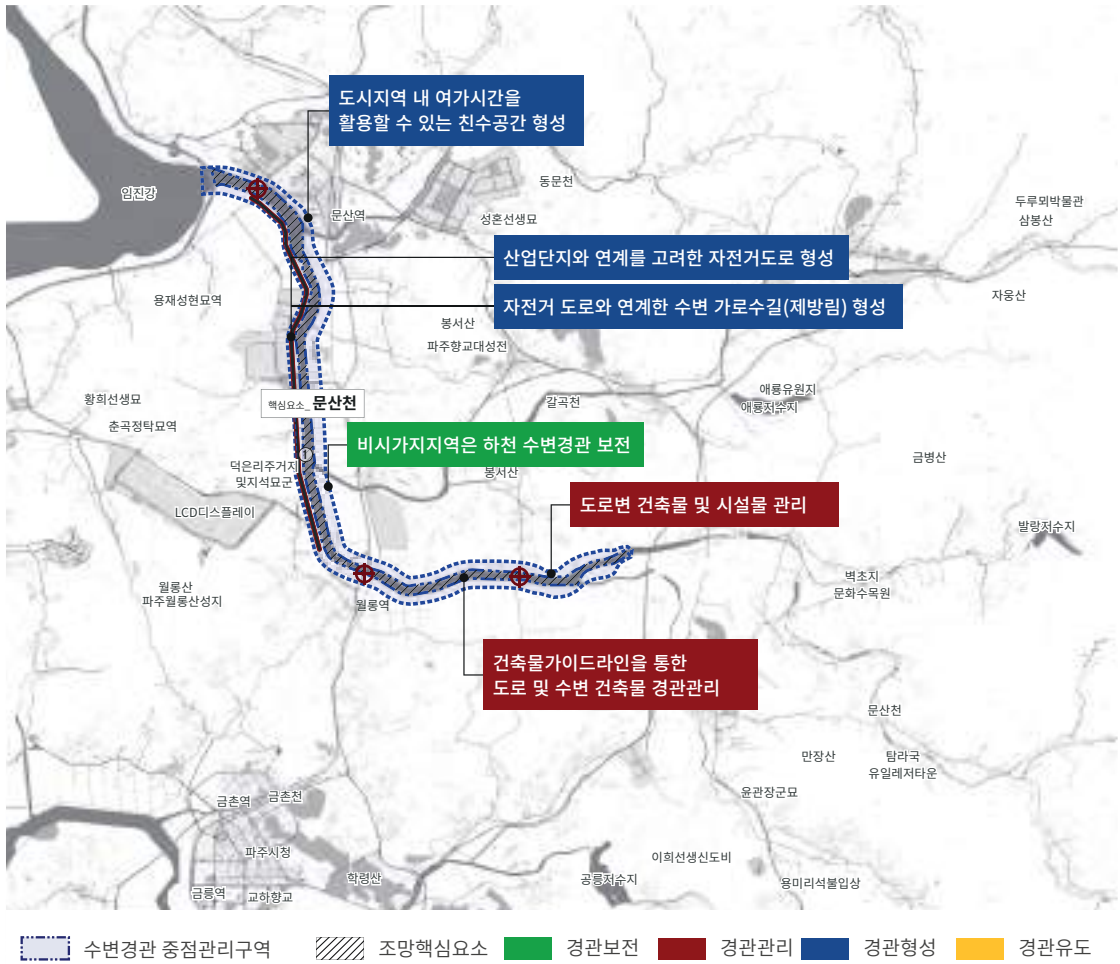 도시지역 내 여가시간을
활용할 수 있는 친수공간 형성
임진강
동문천
두루뫼박물관
삼봉산
문산역
성혼선생묘
산업단지와 연계를 고려한 자전거도로 형성
용재성현묘역
자전거 도로와 연계한 수변 가로수길(제방림) 형성
자웅산
봉서산
파주향교대성전
황희선생묘
애룡유원지
애룡저수지
핵심요소_ 문산천
갈곡천
춘곡정탁묘역
비시가지지역은 하천 수변경관 보전
①
덕은리주거지
및지석묘군
봉서산
금병산
도로변 건축물 및 시설물 관리
LCD디스플레이
발랑저수지
월롱산
파주월롱산성지
벽초지
문화수목원
월롱역
건축물가이드라인을 통한
도로 및 수변 건축물 경관관리
문산천
만장산
탐라국
유일레저타운
윤관장군묘
금촌역
금촌천
파주시청
이희선생신도비
학령산
공릉저수지
용미리석불입상
금릉역
교하향교
수변경관 중점관리구역
조망핵심요소
경관보전
경관관리
경관형성
경관유도